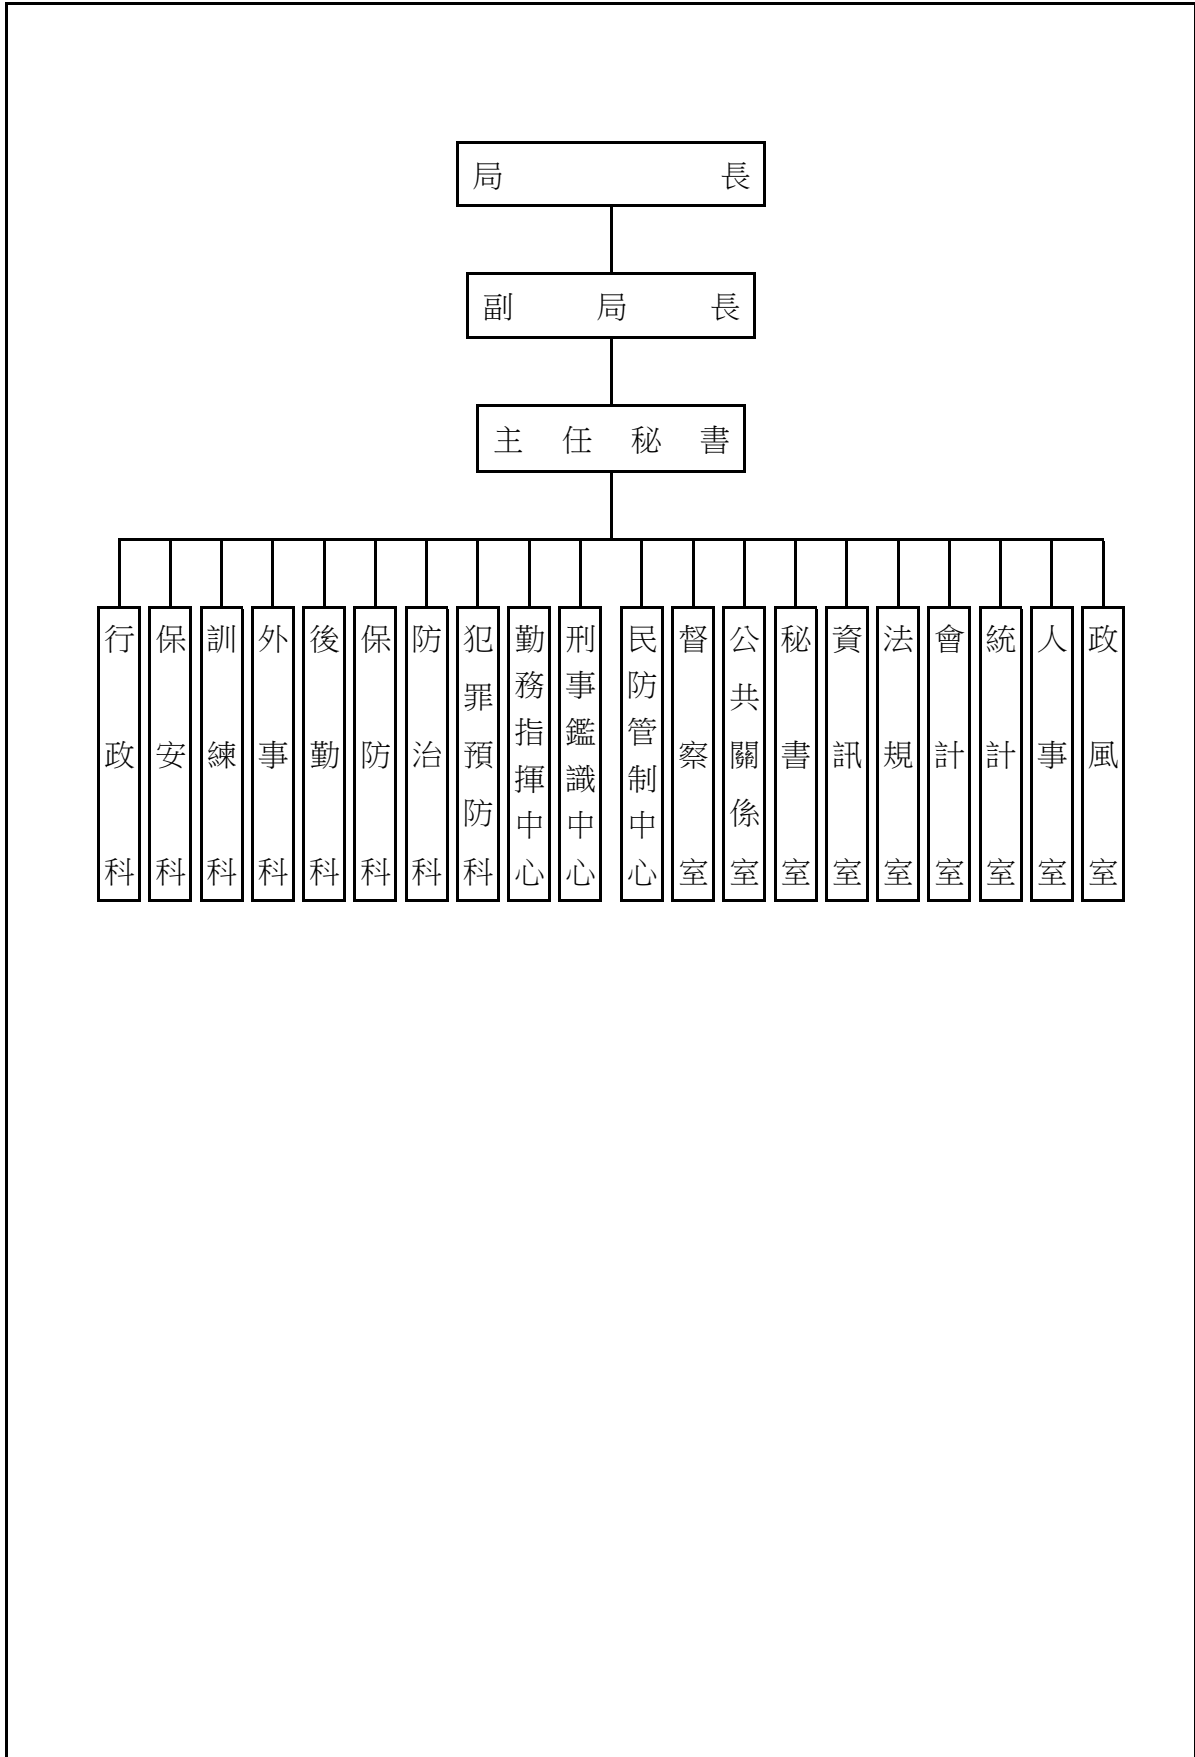 局長
副局長
主任秘書
行政科
保安科
訓練科
外事科
後勤科
保防科
防治科
犯罪預防科
勤務指揮中心
刑事鑑識中心
民防管制中心
督察室
公共關係室
秘書室
資訊室
法規室
會計室
統計室
人事室
政風室